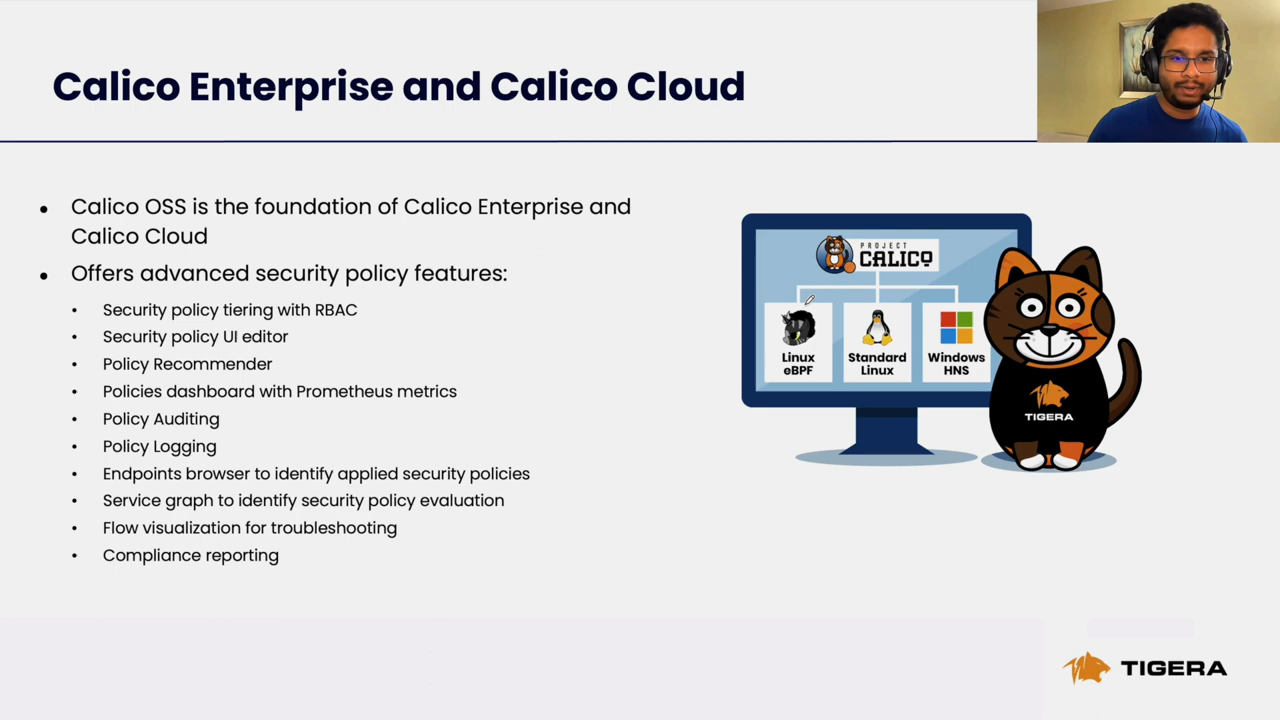 Calico Enterprise and Calico Cloud
• Calico OSS is the foundation of Calico Enterprise and
Calico Cloud
• Offers advanced security policy features:
• Security policy tiering with RBAC
• Security policy UI editor
• Policy Recommender
• Policies dashboard with Prometheus metrics
• Policy Auditing
• Policy Logging
• Endpoints browser to identify applied security policies
• Service graph to identify security policy evaluation
• Flow visualization for troubleshooting
• Compliance reporting
PROJECT
CALICO
Linux
eBPF
Standard
Linux
Windows
HNS
TIGERA
TIGERA